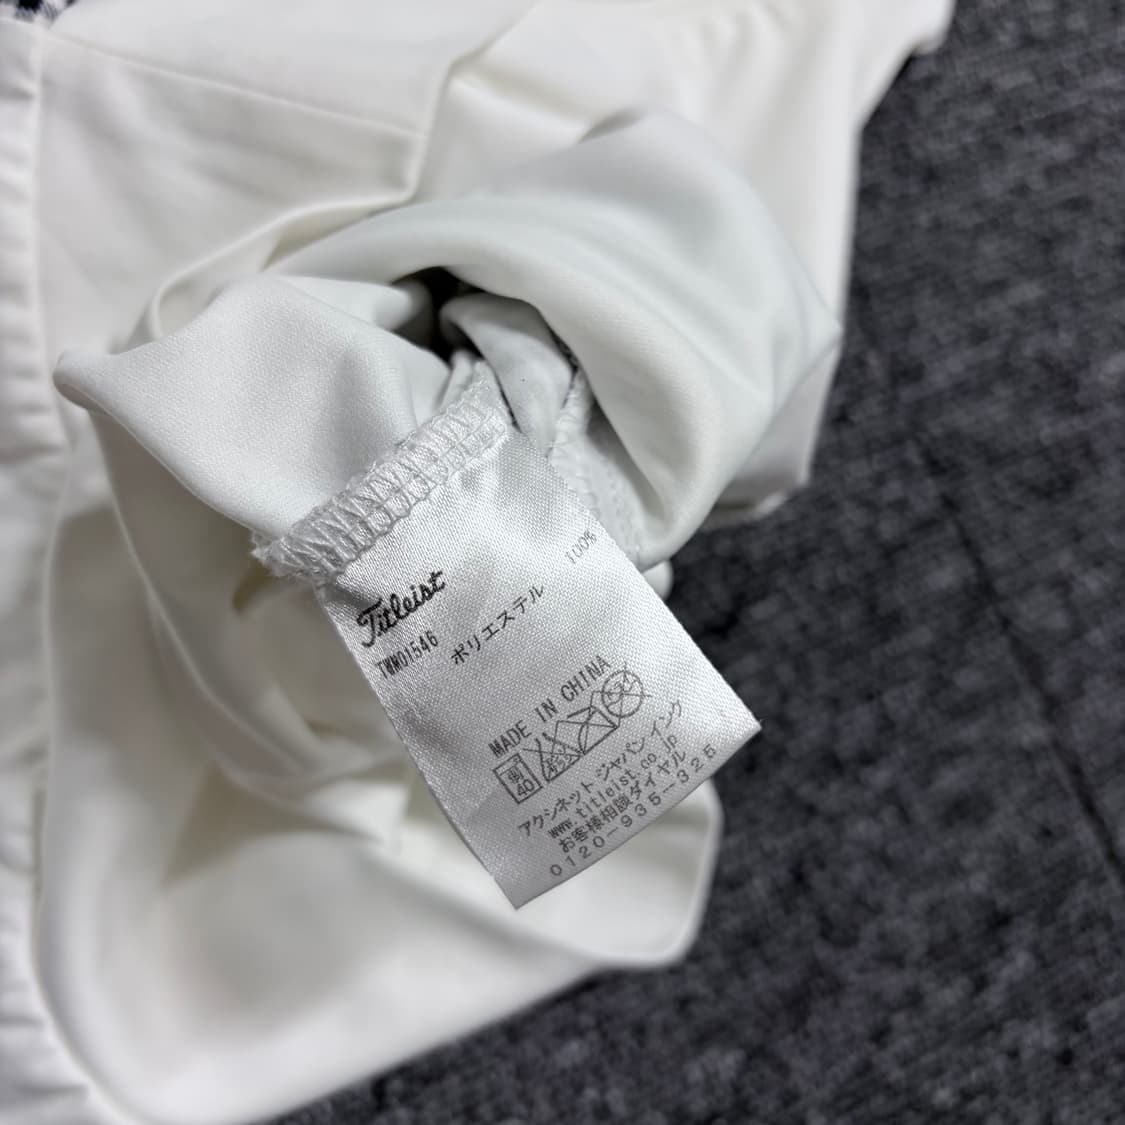 Titleist
TWW01546
ポリエステル 100%
MADE IN CHINA
40
アクシネット ジャパン インク
www.titleist.co.jp
お客様相談ダイヤル
0120-935-325